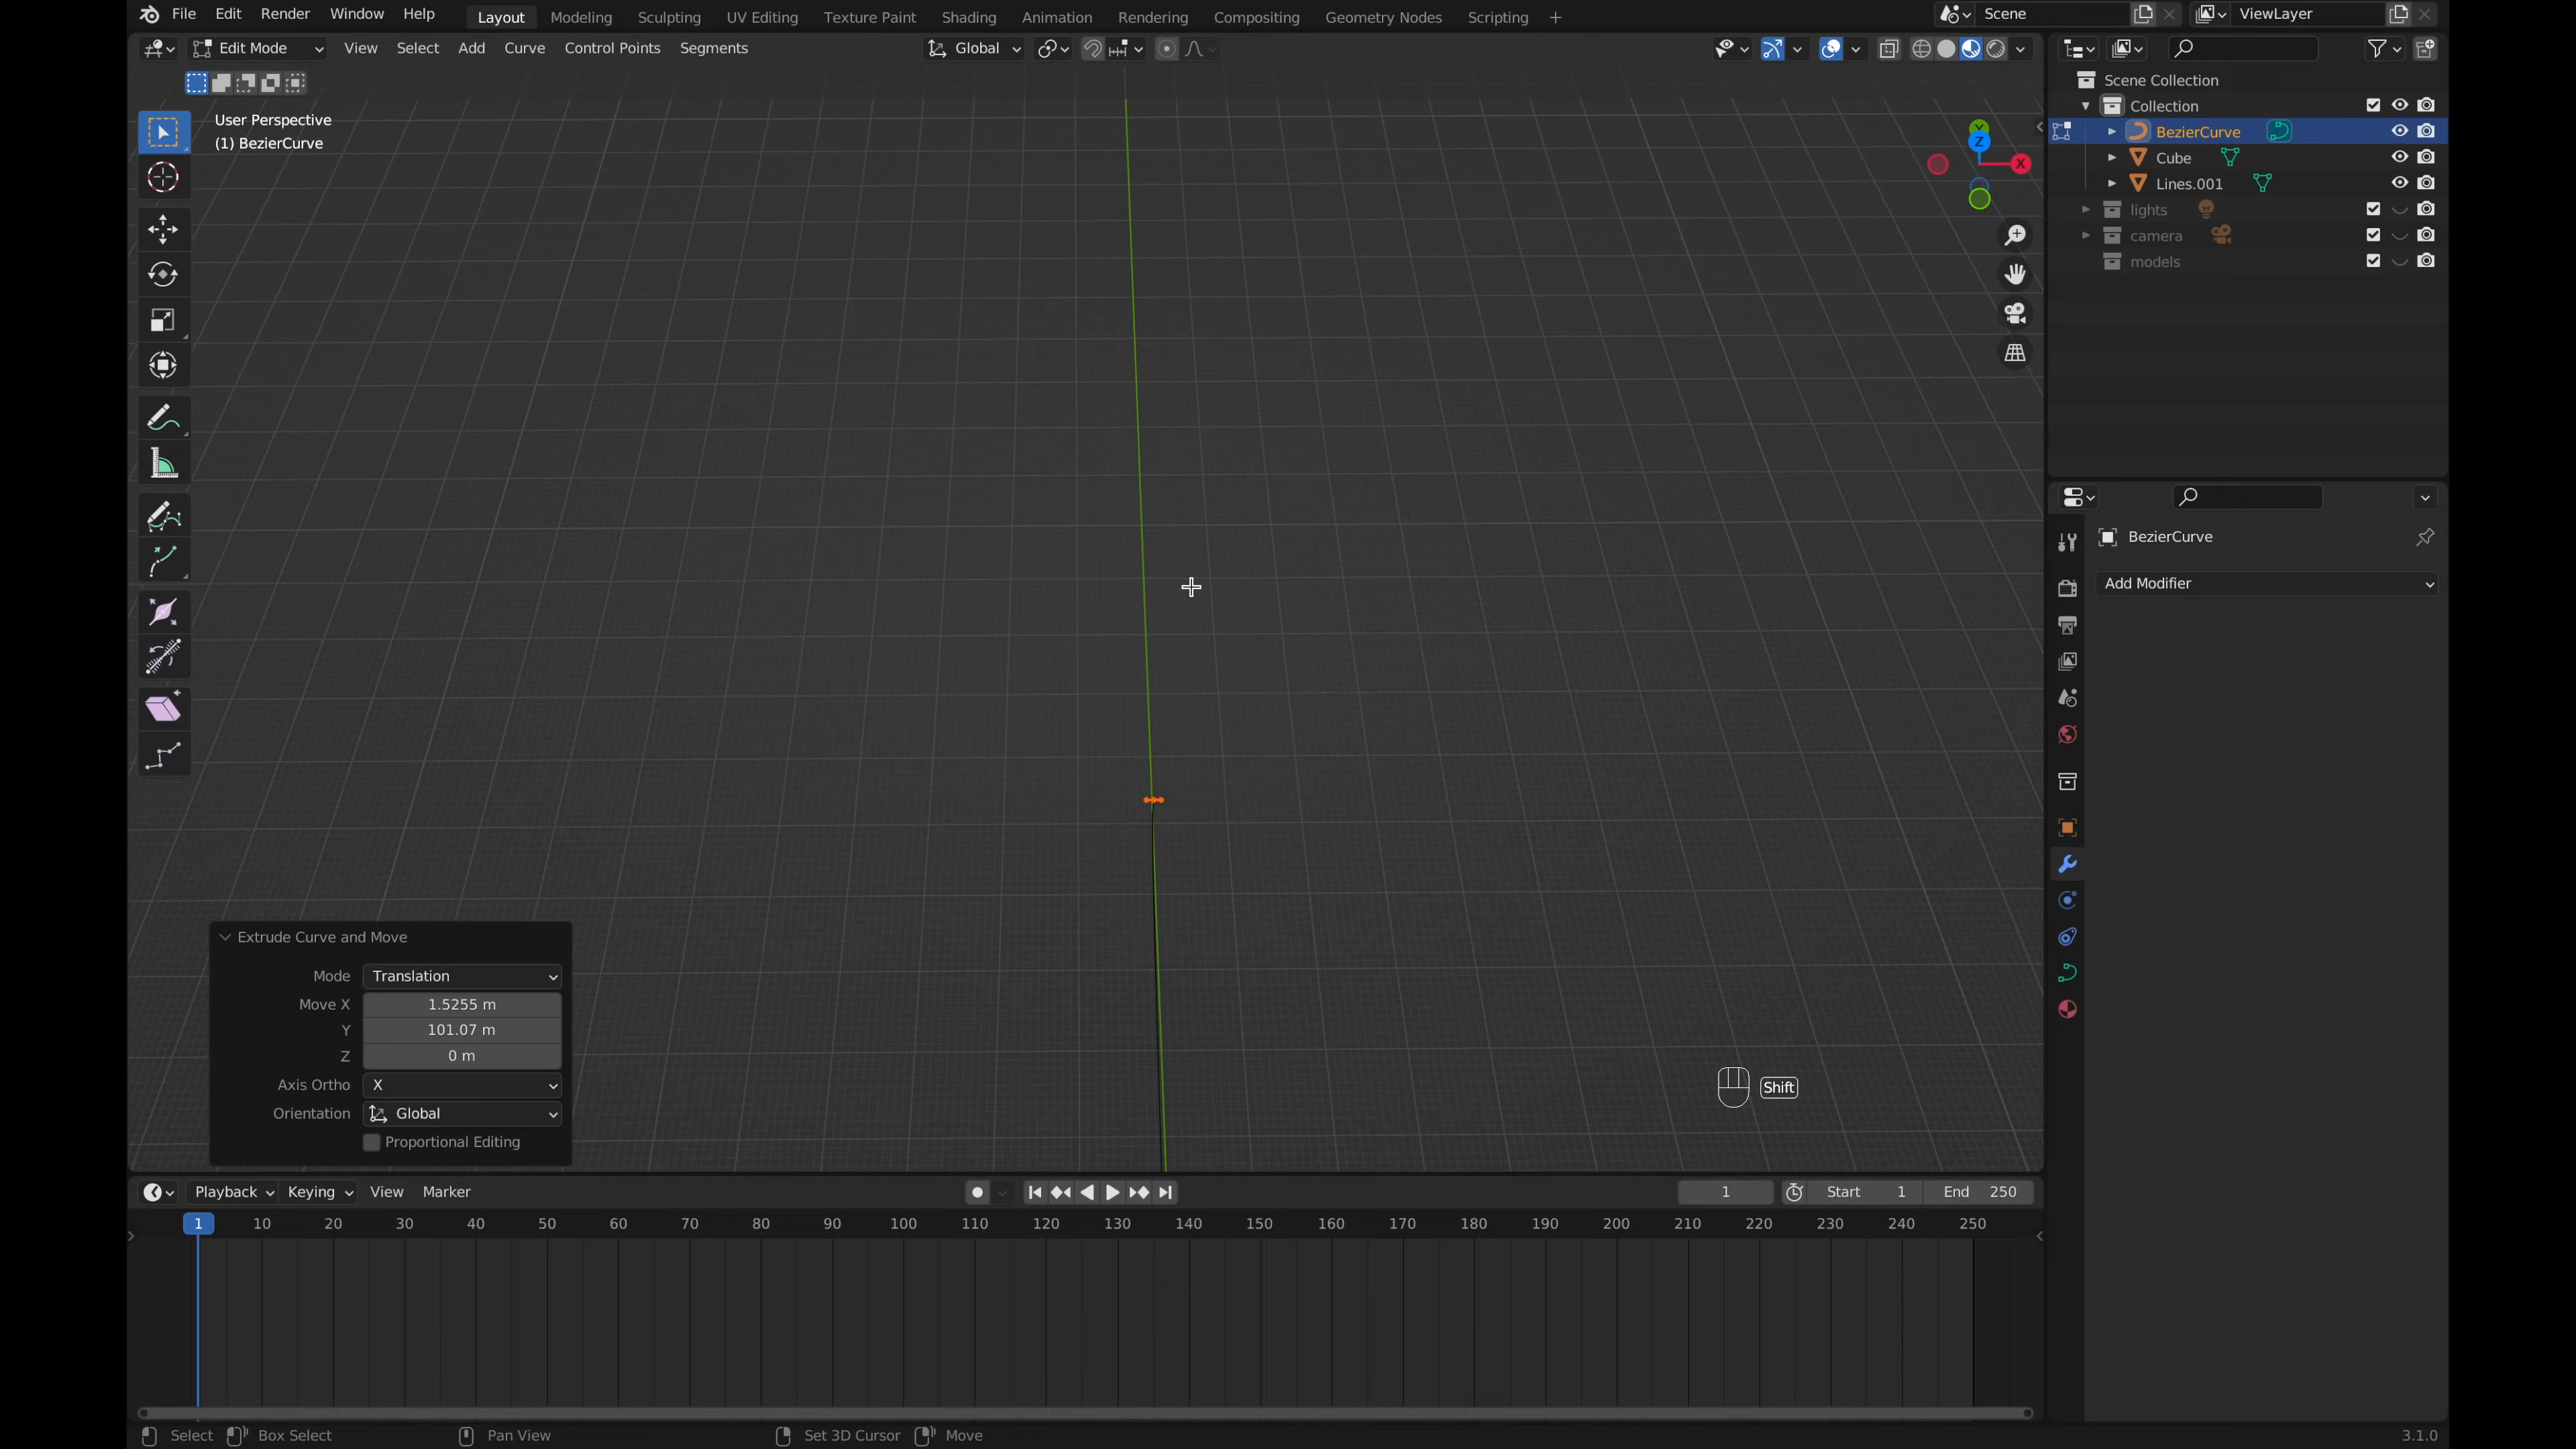 File Edit Render Window Help Layout Modeling Sculpting UV Editing Texture Paint Shading Animation Rendering Compositing Geometry Nodes Scripting + Scene ViewLayer
Edit Mode View Select Add Curve Control Points Segments Global
User Perspective
(1) BezierCurve
Y
Z
X
Scene Collection
Collection
BezierCurve
Cube
Lines.001
lights
camera
models
BezierCurve
Add Modifier
Extrude Curve and Move
Mode Translation
Move X 1.5255 m
Y 101.07 m
Z 0 m
Axis Ortho X
Orientation Global
Proportional Editing
Shift
Playback Keying View Marker 1 Start 1 End 250
1 10 20 30 40 50 60 70 80 90 100 110 120 130 140 150 160 170 180 190 200 210 220 230 240 250
Select Box Select Pan View Set 3D Cursor Move 3.1.0